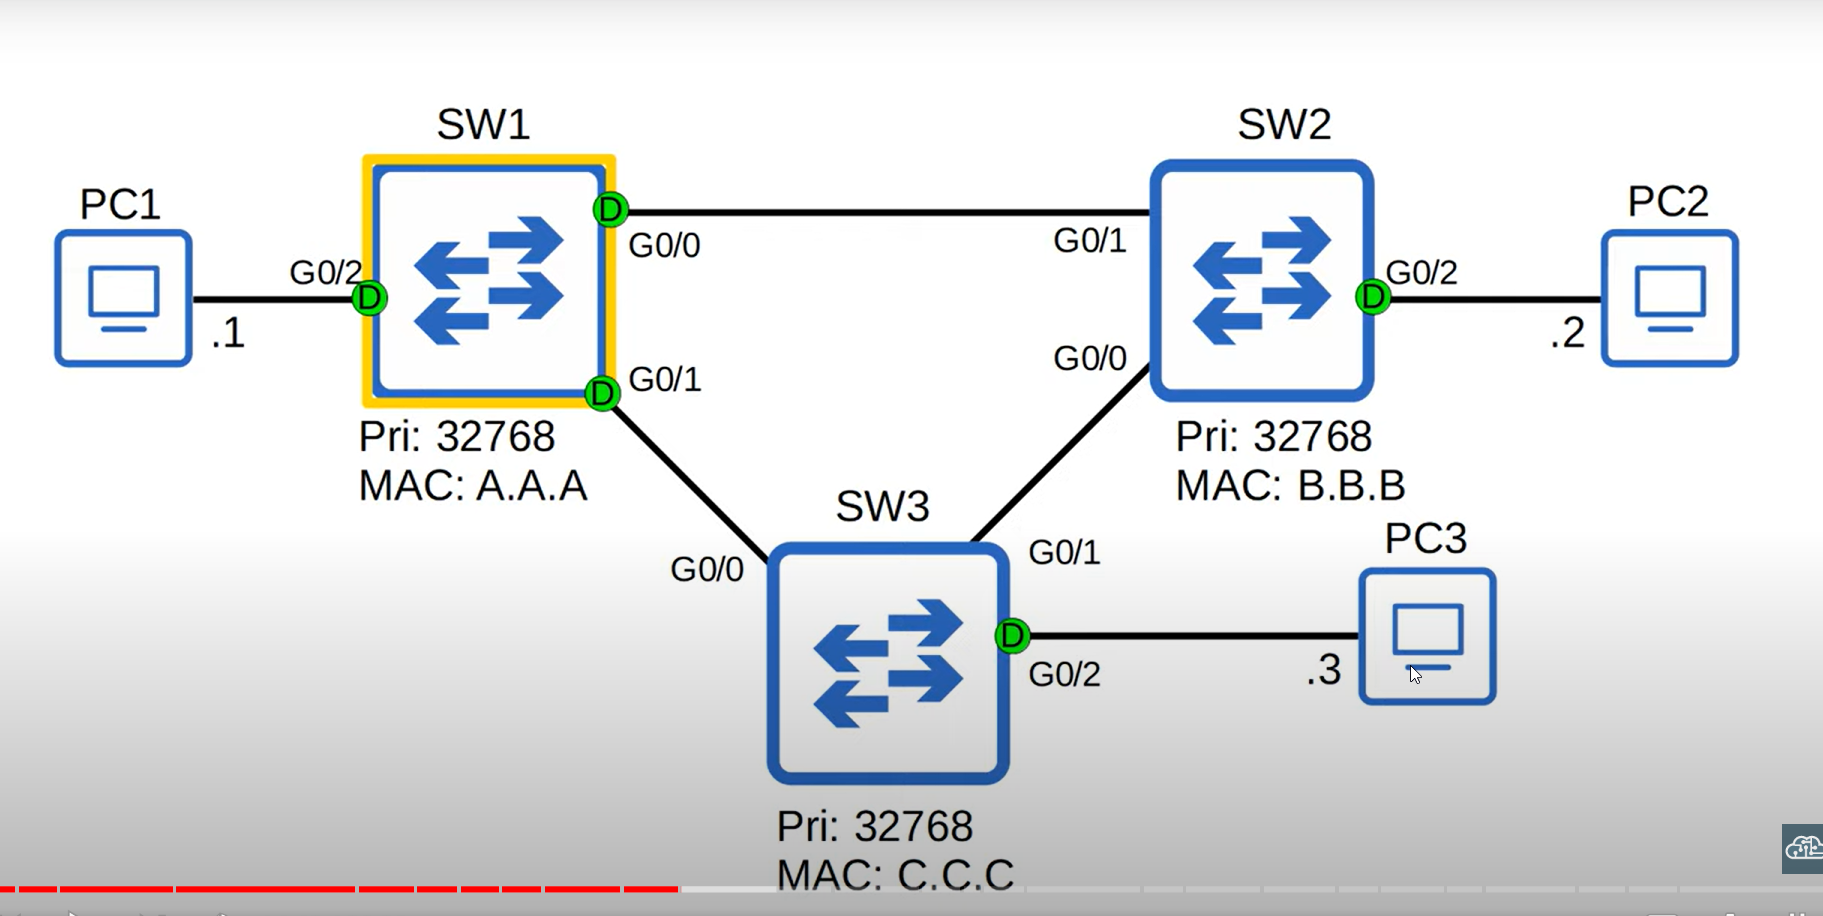 SW1
SW2
PC1
PC2
D
G0/0
G0/1
G0/2
D
D
G0/2
.1
.2
G0/0
D
G0/1
Pri: 32768
MAC: A.A.A
Pri: 32768
MAC: B.B.B
SW3
PC3
G0/0
G0/1
D
G0/2
.3
Pri: 32768
MAC: C.C.C